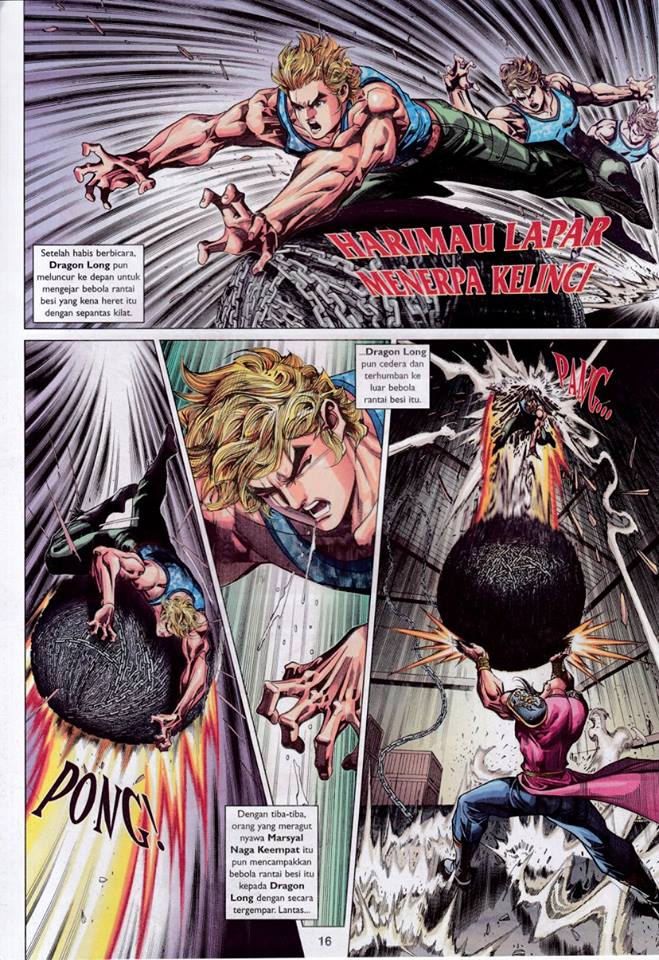 HARIMAU LAPAR
MENERPA KELINCI
Setelah habis berbicara,
Dragon Long pun
meluncur ke depan untuk
mengejar bebola rantai
besi yang kena heret itu
dengan sepantas kilat.
PONG!
Dengan tiba-tiba,
orang yang meragut
nyawa Marsyal
Naga Keempat itu
pun mencampakkan
bebola rantai besi itu
kepada Dragon
Long dengan secara
tergempar. Lantas...
...Dragon Long
pun cedera dan
terhumban ke
luar bebola
rantai besi itu.
PANG...
16